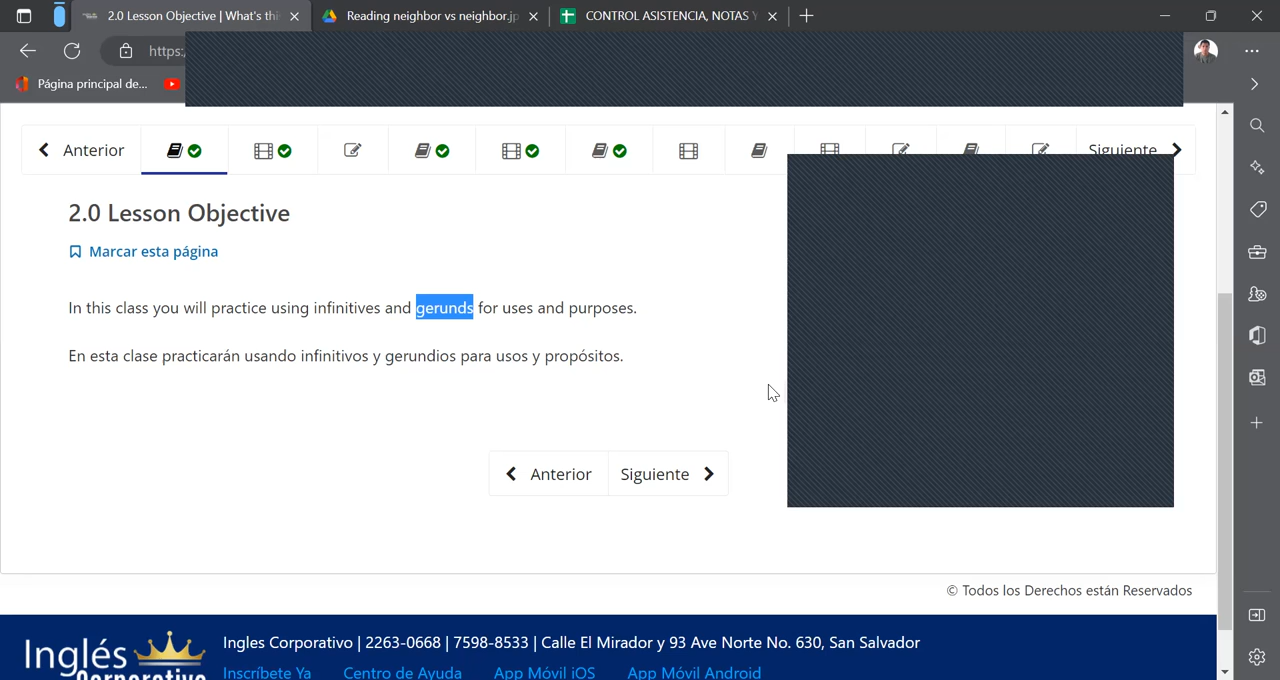 2.0 Lesson Objective | What's thi
Reading neighbor vs neighbor.jp
CONTROL ASISTENCIA, NOTAS Y
https:
Página principal de...
Anterior
Siguiente
2.0 Lesson Objective
Marcar esta página
In this class you will practice using infinitives and gerunds for uses and purposes.
En esta clase practicarán usando infinitivos y gerundios para usos y propósitos.
Anterior Siguiente
© Todos los Derechos están Reservados
Inglés Corporativo
Ingles Corporativo | 2263-0668 | 7598-8533 | Calle El Mirador y 93 Ave Norte No. 630, San Salvador
Inscríbete Ya Centro de Ayuda App Móvil iOS App Móvil Android